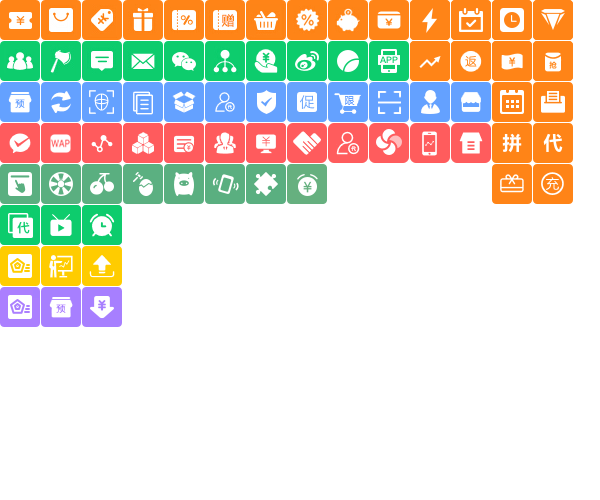 ¥ % 赠 % ¥
¥ APP 返 ¥ 抢
预 R 促 限
WAP ¥ R 拼 代
¥ 充
代
预 ¥